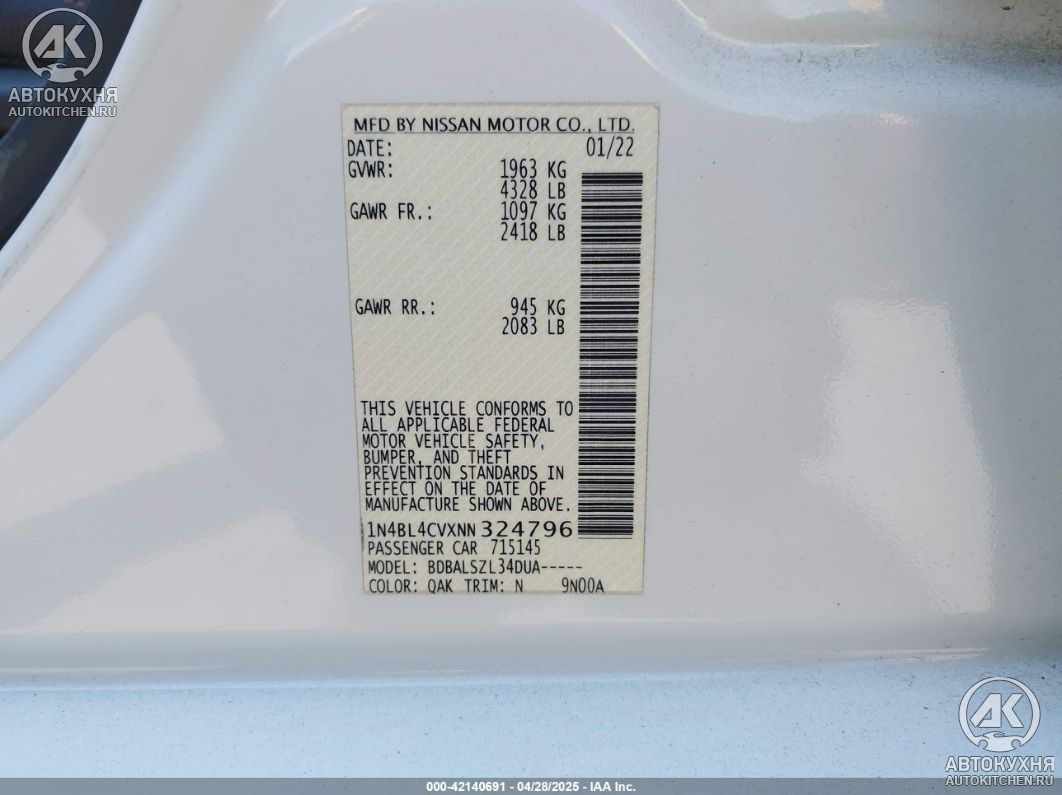 AK
АВТОКУХНЯ
AUTOKITCHEN.RU
MFD BY NISSAN MOTOR CO., LTD.
DATE: 01/22
GVWR: 1963 KG
4328 LB
GAWR FR.: 1097 KG
2418 LB
GAWR RR.: 945 KG
2083 LB
THIS VEHICLE CONFORMS TO
ALL APPLICABLE FEDERAL
MOTOR VEHICLE SAFETY,
BUMPER, AND THEFT
PREVENTION STANDARDS IN
EFFECT ON THE DATE OF
MANUFACTURE SHOWN ABOVE.
1N4BL4CVXNN324796
PASSENGER CAR 715145
MODEL: BDBALSZL34DUA-----
COLOR: QAK TRIM: N 9N00A
AK
АВТОКУХНЯ
AUTOKITCHEN.RU
000-42140691 - 04/28/2025 - IAA Inc.